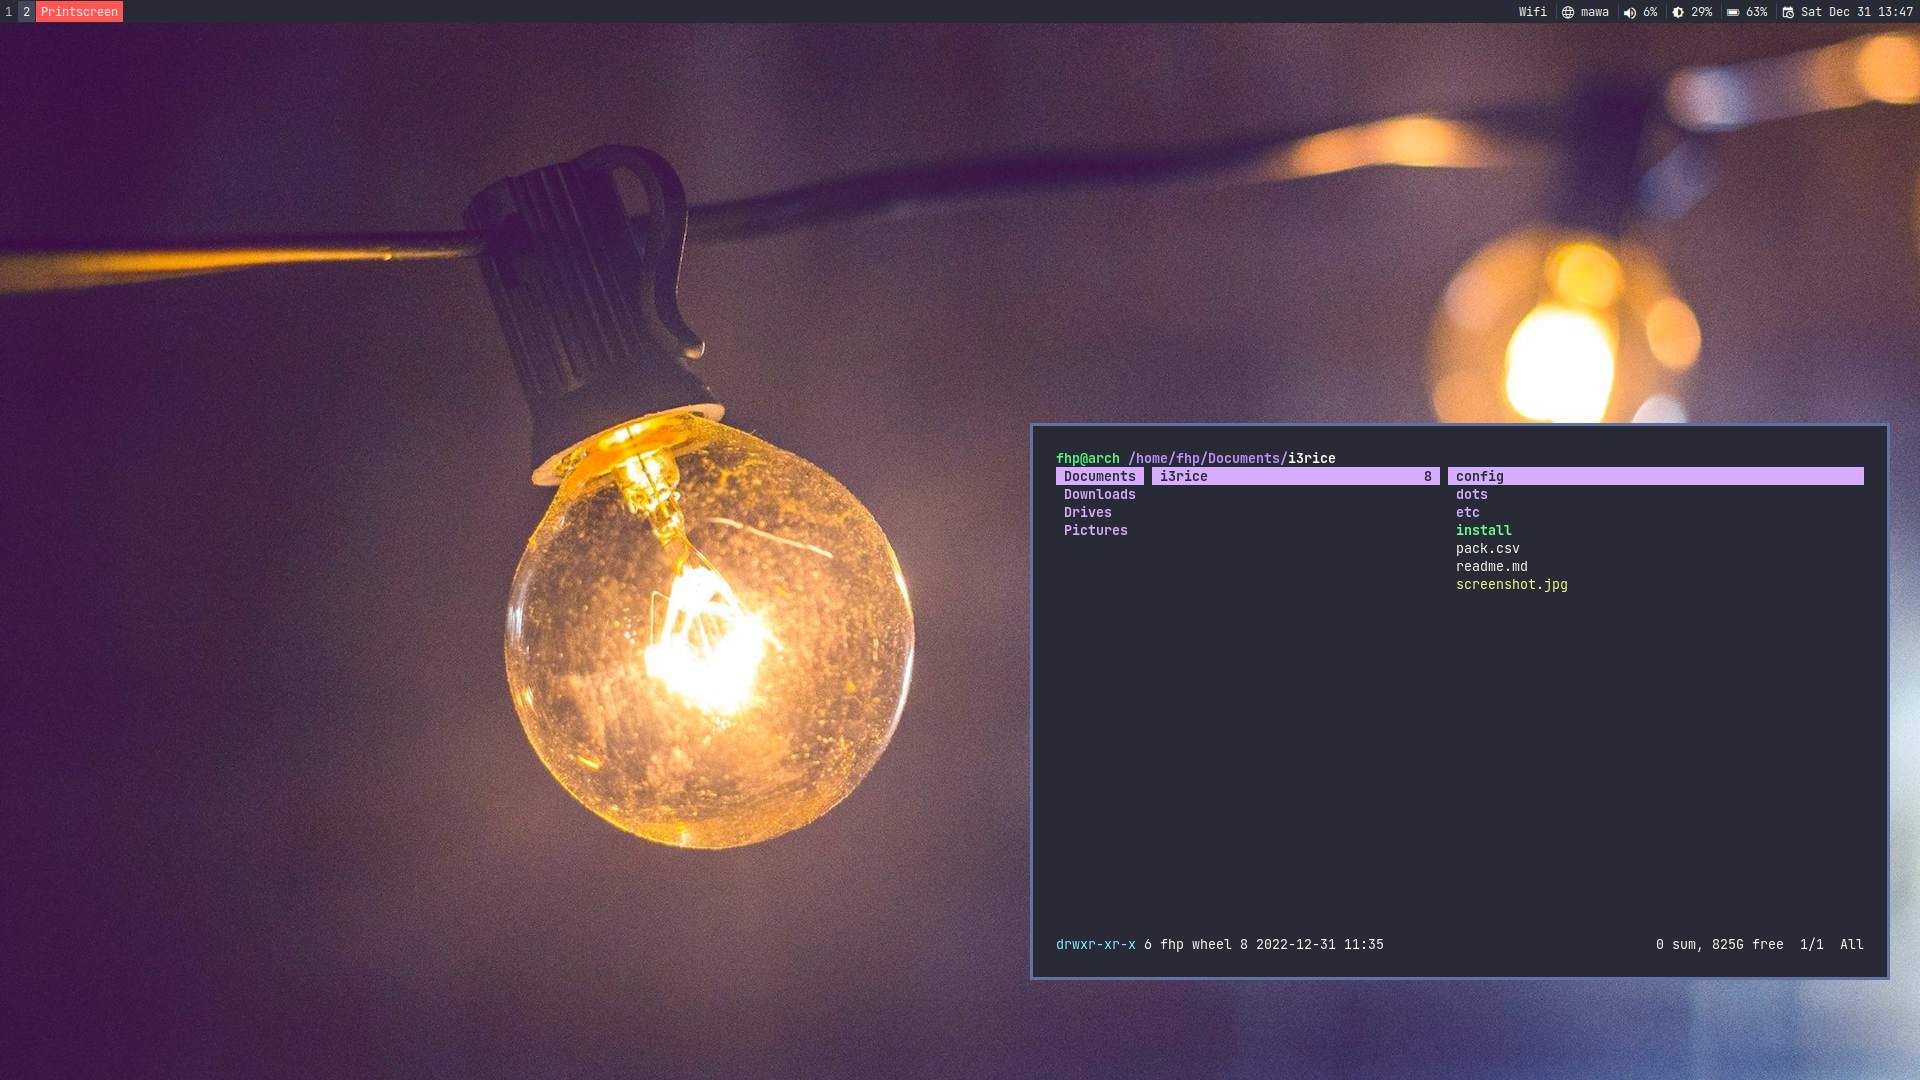 1 2 Printscreen Wifi mawa 6% 29% 63% Sat Dec 31 13:47
fhp@arch /home/fhp/Documents/i3rice
Documents i3rice 8 config
Downloads dots
Drives etc
Pictures install
pack.csv
readme.md
screenshot.jpg
drwxr-xr-x 6 fhp wheel 8 2022-12-31 11:35 0 sum, 825G free 1/1 All